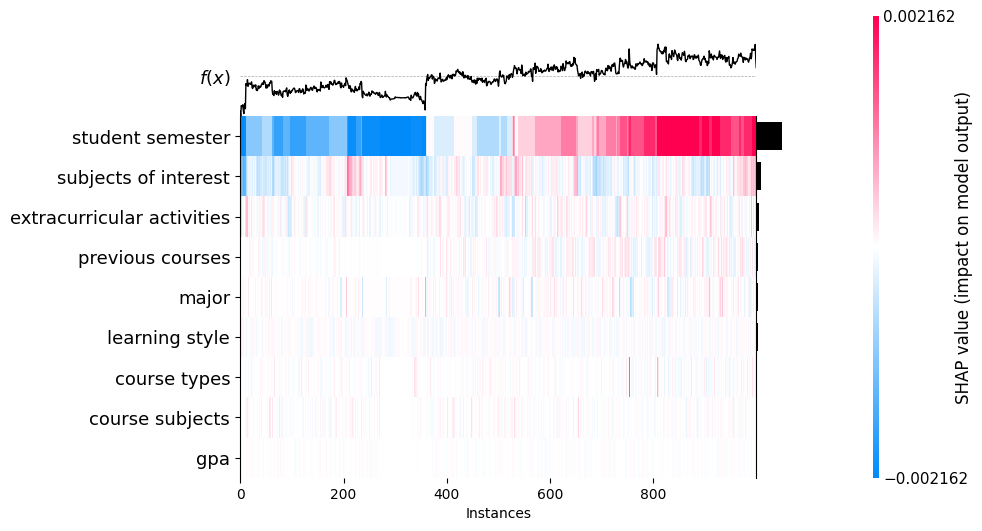 0.002162
f(x)
student semester
subjects of interest
extracurricular activities
previous courses
major
learning style
course types
course subjects
gpa
0 200 400 600 800
Instances
−0.002162
SHAP value (impact on model output)